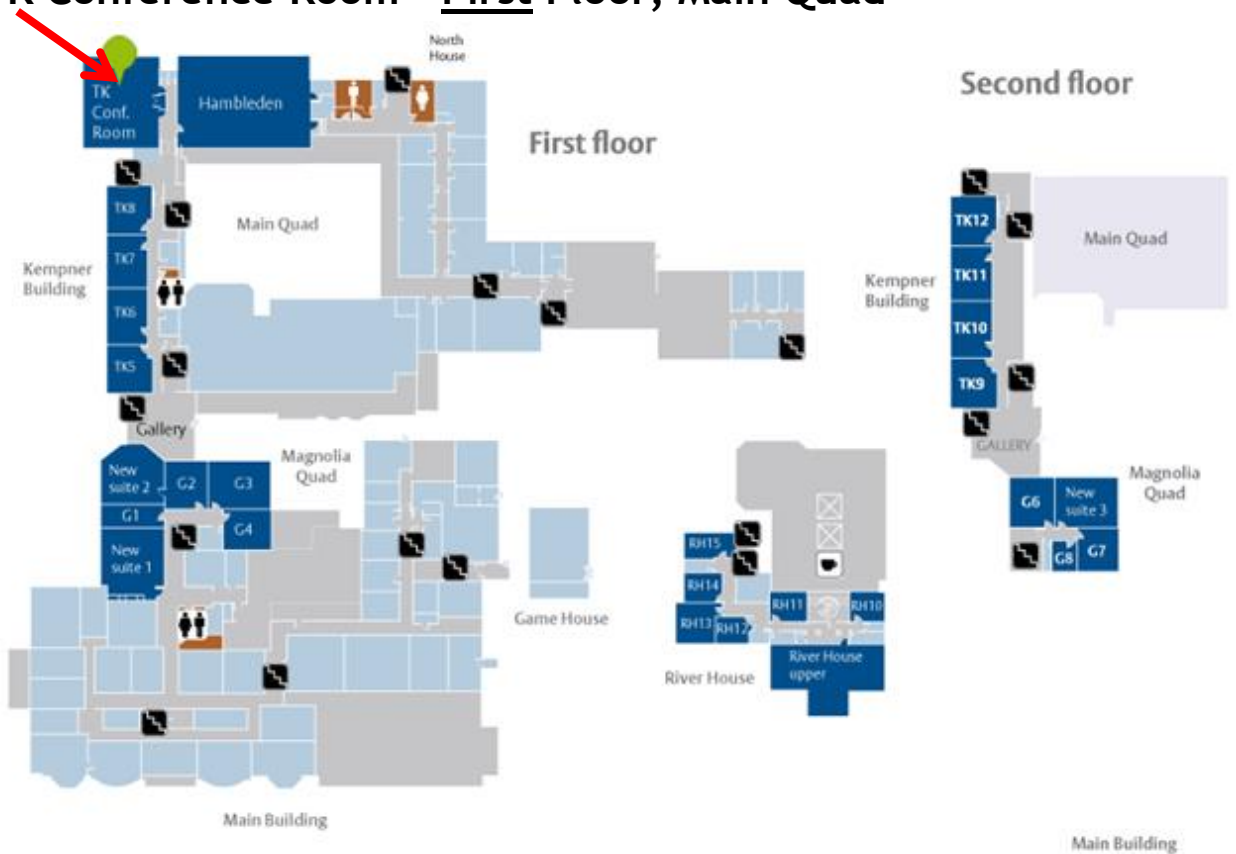 K Conference Room - First Floor, Main Quad
North
House
Second floor
TK
Conf.
Room
Hambleden
First floor
TK8
Main Quad
TK12
Main Quad
Kempner
Building
TK7
Kempner
Building
TK11
TK6
TK10
TK5
TK9
Gallery
GALLERY
New
suite 2
G2
G3
Magnolia
Quad
Magnolia
Quad
G1
G4
G6
New
suite 3
New
suite 1
RH15
G8
G7
RH14
Game House
RH11
RH10
RH13
RH12
River House
River House
upper
Main Building
Main Building